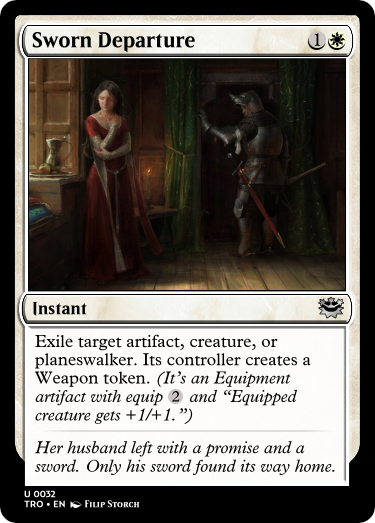 Sworn Departure 1
Instant
Exile target artifact, creature, or
planeswalker. Its controller creates a
Weapon token. (It's an Equipment
artifact with equip 2 and “Equipped
creature gets +1/+1.”)
Her husband left with a promise and a
sword. Only his sword found its way home.
U 0032
TRO • EN FILIP STORCH